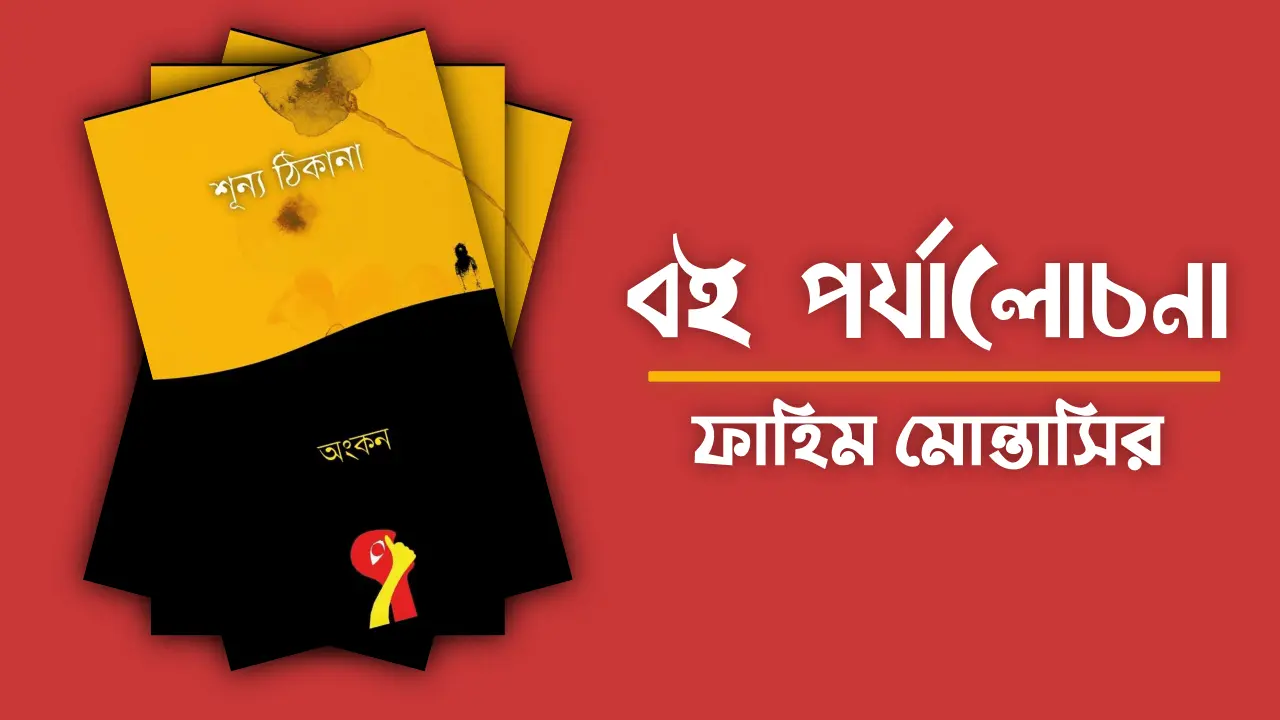 শূন্য ঠিকানা
অংকন
বই পর্যালোচনা
ফাহিম মোন্তাসির